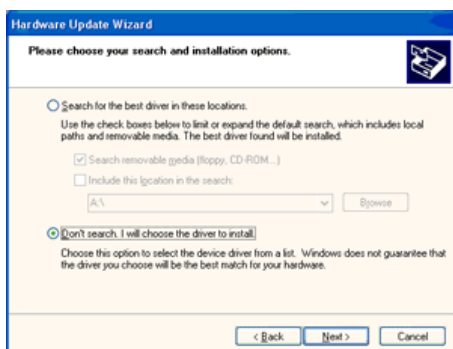 Hardware Update Wizard
Please choose your search and installation options.
Search for the best driver in these locations.
Use the check boxes below to limit or expand the default search, which includes local
paths and removable media. The best driver found will be installed.
Search removable media (floppy, CD-ROM...)
Include this location in the search:
A:\
Browse
Don't search. I will choose the driver to install.
Choose this option to select the device driver from a list. Windows does not guarantee that
the driver you choose will be the best match for your hardware.
< Back
Next >
Cancel